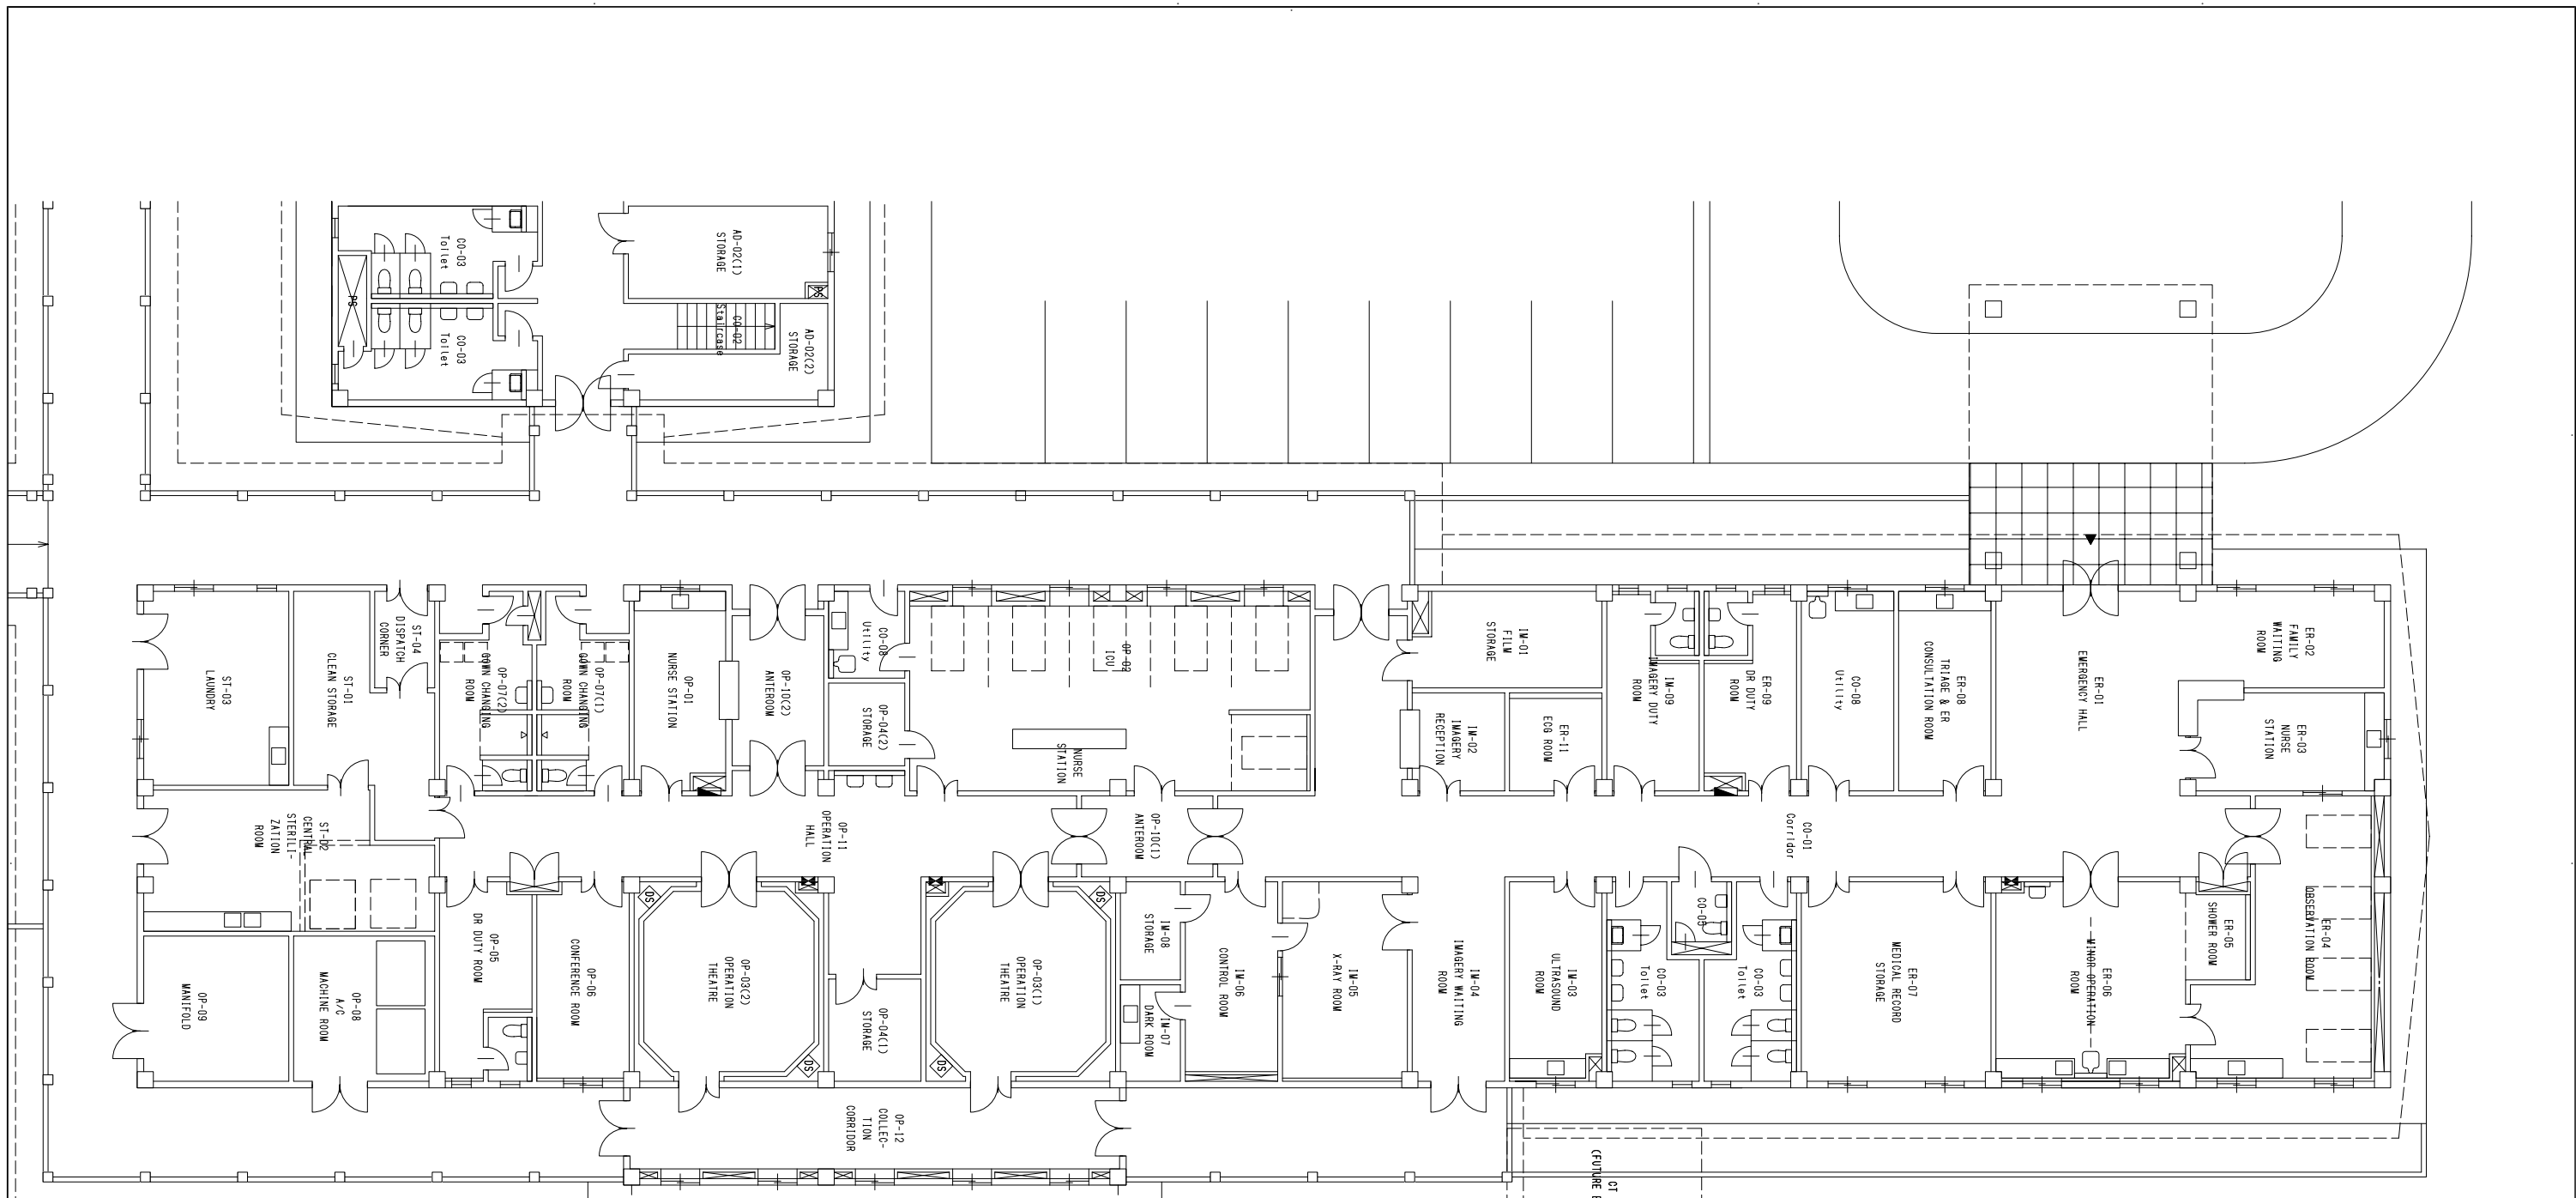 CO-03
Toilet
PS
CO-03
Toilet
AD-02(1)
STORAGE
PS
CO-02
Staircase
AD-02(2)
STORAGE
ST-03
LAUNDRY
ST-01
CLEAN STORAGE
ST-04
DISPATCH
CORNER
OP-07(2)
GOWN CHANGING
ROOM
OP-07(1)
GOWN CHANGING
ROOM
OP-01
NURSE STATION
OP-10(2)
ANTEROOM
CO-08
Utility
OP-04(2)
STORAGE
OP-02
ICU
NURSE
STATION
IM-01
FILM
STORAGE
IM-02
IMAGERY
RECEPTION
ER-11
ECG ROOM
IM-09
IMAGERY DUTY
ROOM
ER-09
DR DUTY
ROOM
CO-08
Utility
ER-08
TRIAGE & ER
CONSULTATION ROOM
ER-01
EMERGENCY HALL
ER-02
FAMILY
WAITING
ROOM
ER-03
NURSE
STATION
ST-02
CENTRAL
STERILI-
ZATION
ROOM
OP-11
OPERATION
HALL
OP-10(1)
ANTEROOM
CO-01
Corridor
OP-09
MANIFOLD
OP-08
A/C
MACHINE ROOM
OP-05
DR DUTY ROOM
OP-06
CONFERENCE ROOM
DS
OP-03(2)
OPERATION
THEATRE
DS
OP-04(1)
STORAGE
DS
OP-03(1)
OPERATION
THEATRE
DS
IM-08
STORAGE
IM-07
DARK ROOM
IM-06
CONTROL ROOM
IM-05
X-RAY ROOM
IM-04
IMAGERY WAITING
ROOM
IM-03
ULTRASOUND
ROOM
CO-03
Toilet
CO-05
CO-03
Toilet
ER-07
MEDICAL RECORD
STORAGE
ER-06
MINOR OPERATION
ROOM
ER-05
SHOWER ROOM
ER-04
OBSERVATION ROOM
OP-12
COLLEC-
TION
CORRIDOR
CT
(FUTURE